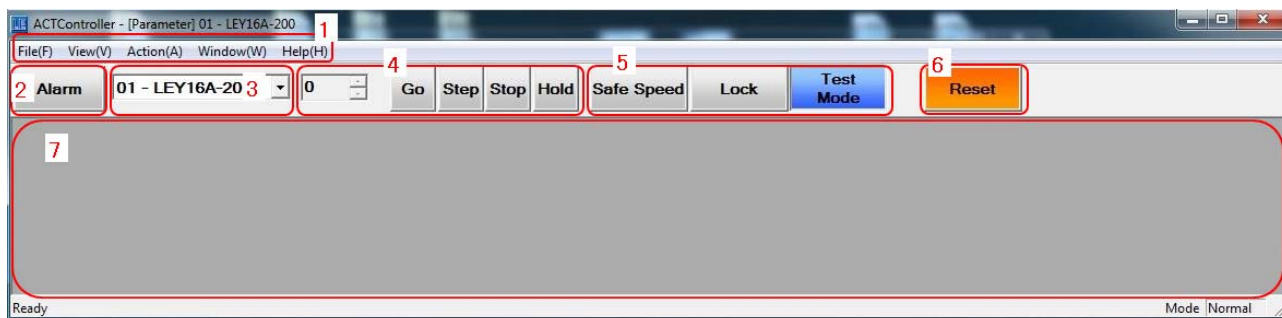 ACTController - [Parameter] 01 - LEY16A-200
1
File(F) View(V) Action(A) Window(W) Help(H)
2 Alarm 01 - LEY16A-20 3 0 4 Go Step Stop Hold 5 Safe Speed Lock Test Mode 6 Reset
7
Ready Mode Normal